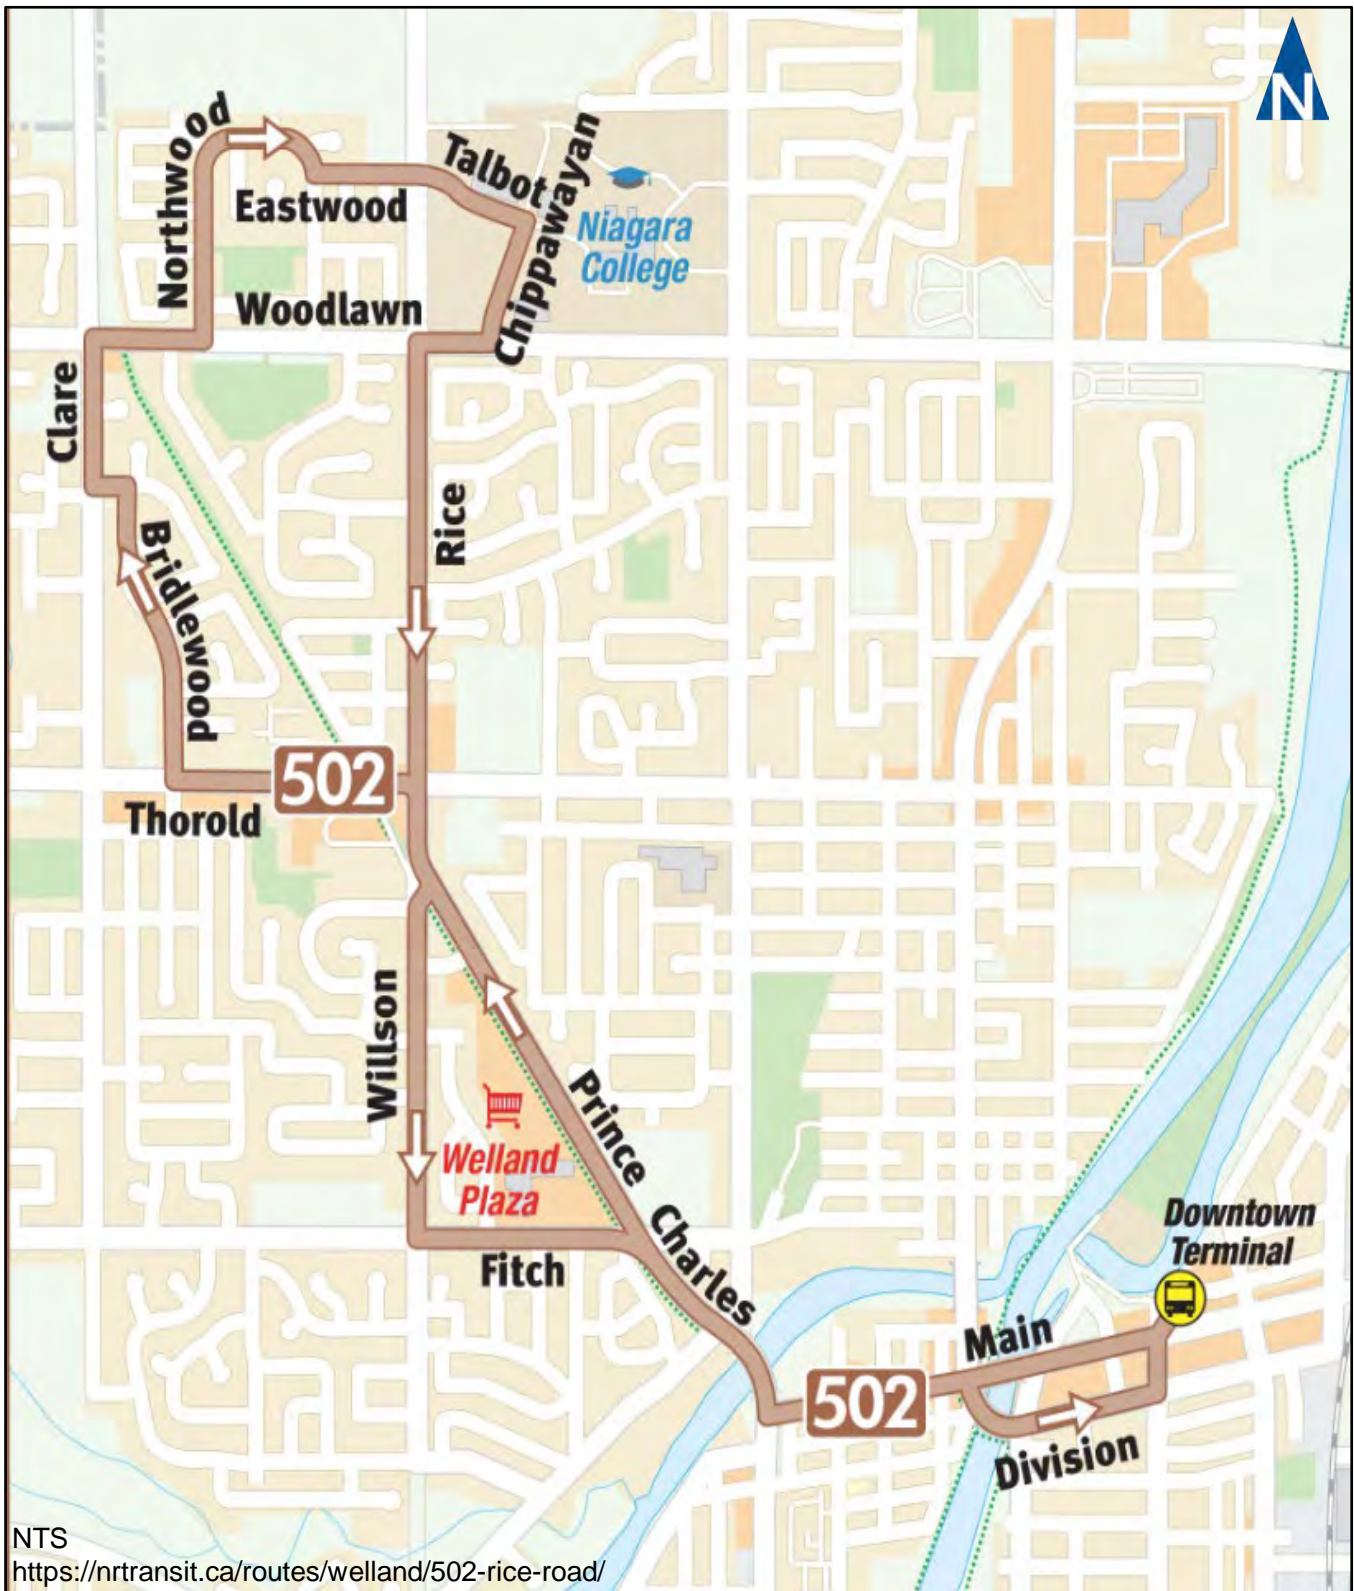 N
Northwood
Talbot
Chippawayan
Eastwood
Niagara
College
Woodlawn
Clare
Rice
Bridlewood
502
Thorold
Willson
Prince Charles
Welland
Plaza
Fitch
Downtown
Terminal
Main
502
Division
NTS
https://nrtransit.ca/routes/welland/502-rice-road/